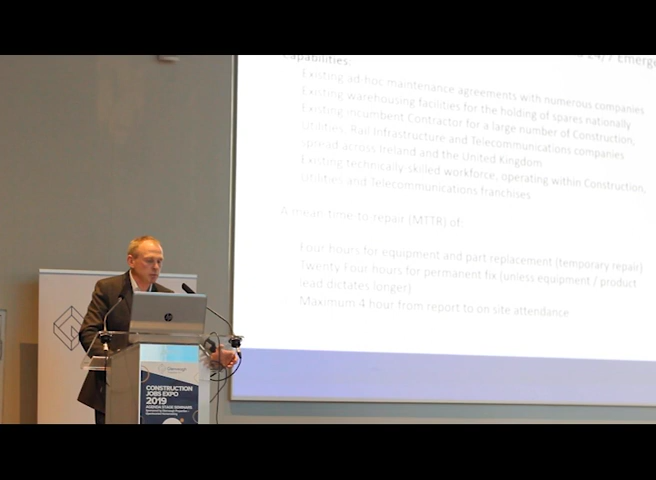 24/7 Emerge
Capabilities:
Existing ad-hoc maintenance agreements with numerous companies
Existing warehousing facilities for the holding of spares nationally
Existing Incumbent Contractor for a large number of Construction,
Utilities, Rail Infrastructure and Telecommunications companies
spread across Ireland and the United Kingdom
Existing technically skilled workforce, operating within Construction,
Utilities and Telecommunications franchises
A mean time to repair (MTTR) of:
Four hours for equipment and part replacement (temporary repair)
Twenty Four hours for permanent fix (unless equipment / product
lead dictates longer)
Maximum 4 hour from report to on site attendance
hp
CONSTRUCTION
JOBS EXPO
2019
AGENDA STAGE SEMINARS